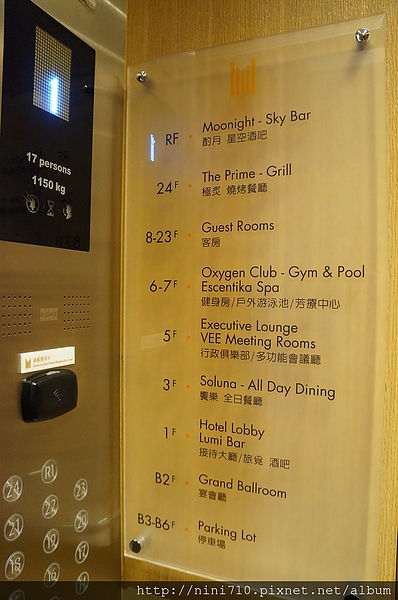 1
17 persons
1150 kg
RF Moonight - Sky Bar
酌月 星空酒吧
24F The Prime - Grill
極炙 燒烤餐廳
8-23F Guest Rooms
客房
6-7F Oxygen Club - Gym & Pool
Escentika Spa
健身房/戶外游泳池/芳療中心
5F Executive Lounge
VEE Meeting Rooms
行政俱樂部/多功能會議廳
3F Soluna - All Day Dining
饗樂 全日餐廳
1F Hotel Lobby
Lumi Bar
接待大廳/旅覓 酒吧
B2F Grand Ballroom
宴會廳
B3-B6F Parking Lot
停車場
R1
24 23
22
21 20
19
18 17
16
http://nini710.pixnet.net/album